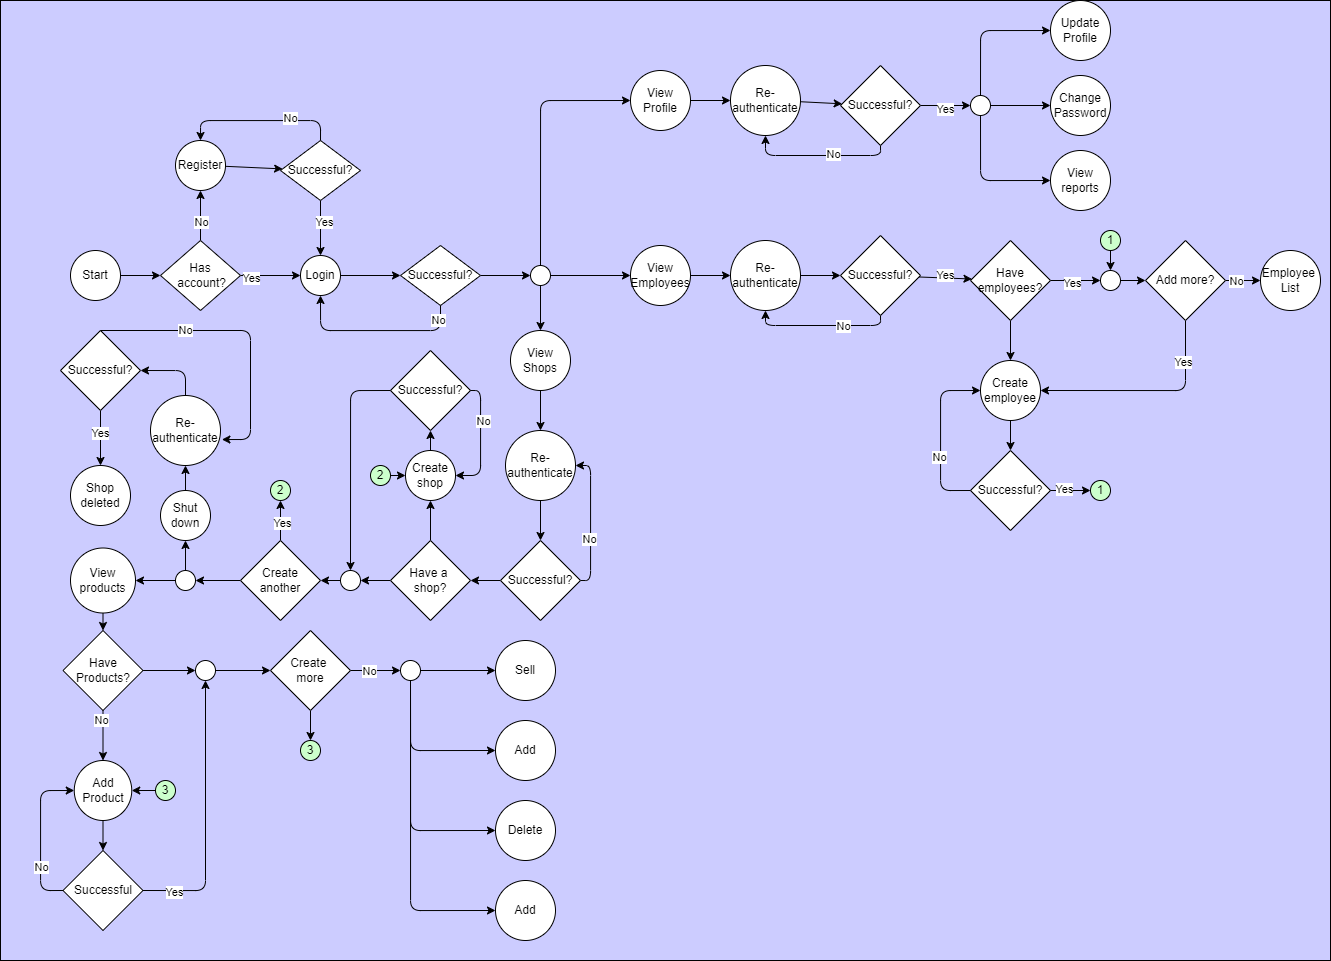 Update
Profile
View
Profile
Re-
authenticate
Successful?
Yes
Change
Password
No
View
reports
No
Register
Successful?
No
Yes
Start
Has
account?
Yes
Login
Successful?
No
View
Employees
Re-
authenticate
Successful?
No
Yes
Have
employees?
Yes
1
Add more?
No
Employee
List
Yes
Create
employee
No
Successful?
Yes
1
No
Successful?
Yes
Re-
authenticate
Shop
deleted
Shut
down
View
Shops
Successful?
No
2
Create
shop
Re-
authenticate
No
2
Yes
View
products
Create
another
Have a
shop?
Successful?
Have
Products?
Create
more
No
Sell
No
3
Add
Add
Product
3
Delete
No
Successful
Yes
Add